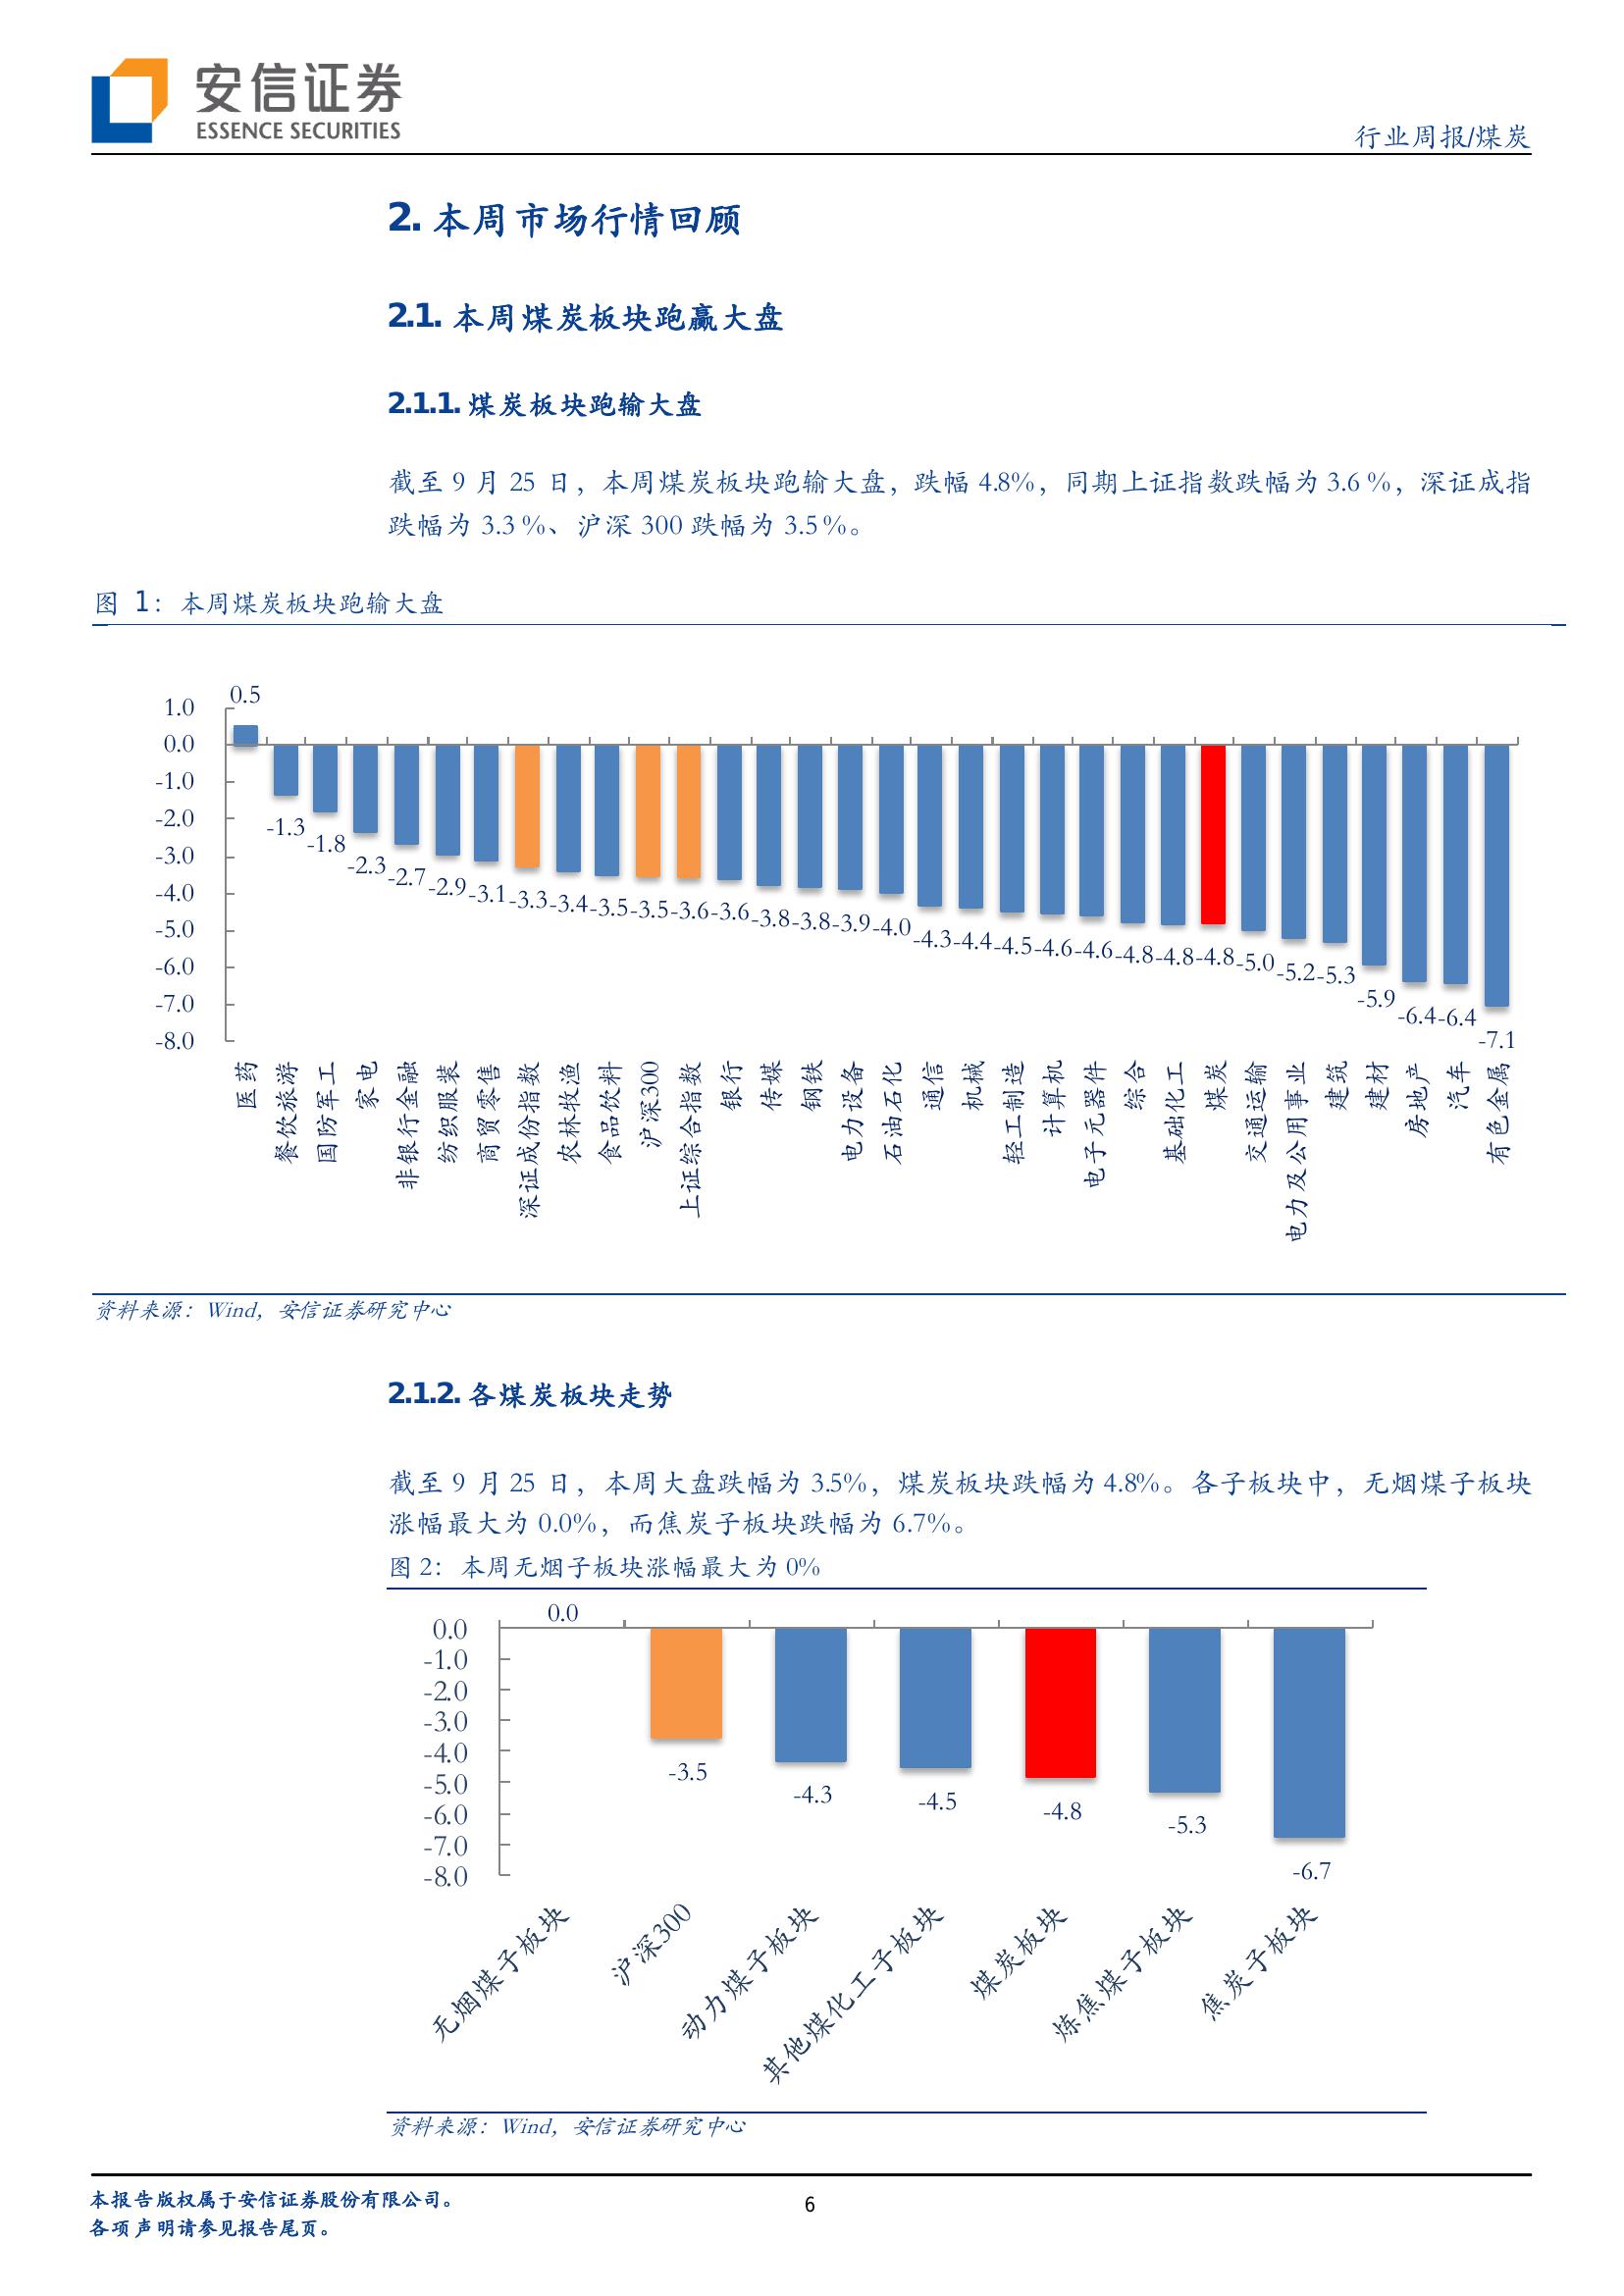 安信证券
ESSENCE SECURITIES
行业周报/煤炭
2. 本周市场行情回顾
2.1. 本周煤炭板块跑赢大盘
2.1.1. 煤炭板块跑输大盘
截至 9 月 25 日，本周煤炭板块跑输大盘，跌幅 4.8%，同期上证指数跌幅为 3.6 %，深证成指
跌幅为 3.3 %、沪深 300 跌幅为 3.5 %。
图 1：本周煤炭板块跑输大盘
1.0
0.0
-1.0
-2.0
-3.0
-4.0
-5.0
-6.0
-7.0
-8.0
0.5
-1.3
-1.8
-2.3
-2.7
-2.9
-3.1
-3.3
-3.4
-3.5
-3.5
-3.6
-3.6
-3.8
-3.8
-3.9
-4.0
-4.3
-4.4
-4.5
-4.6
-4.6
-4.8
-4.8
-4.8
-5.0
-5.2
-5.3
-5.9
-6.4
-6.4
-7.1
医药
餐饮旅游
国防军工
家电
非银行金融
纺织服装
商贸零售
深证成份指数
农林牧渔
食品饮料
沪深300
上证综合指数
银行
传媒
钢铁
电力设备
石油石化
通信
机械
轻工制造
计算机
电子元器件
综合
基础化工
煤炭
交通运输
电力及公用事业
建筑
建材
房地产
汽车
有色金属
资料来源：Wind，安信证券研究中心
2.1.2. 各煤炭板块走势
截至 9 月 25 日，本周大盘跌幅为 3.5%，煤炭板块跌幅为 4.8%。各子板块中，无烟煤子板块
涨幅最大为 0.0%，而焦炭子板块跌幅为 6.7%。
图 2：本周无烟子板块涨幅最大为 0%
0.0
-1.0
-2.0
-3.0
-4.0
-5.0
-6.0
-7.0
-8.0
0.0
-3.5
-4.3
-4.5
-4.8
-5.3
-6.7
无烟煤子板块
沪深300
动力煤子板块
其他煤化工子板块
煤炭板块
炼焦煤子板块
焦炭子板块
资料来源：Wind，安信证券研究中心
本报告版权属于安信证券股份有限公司。
各项声明请参见报告尾页。
6